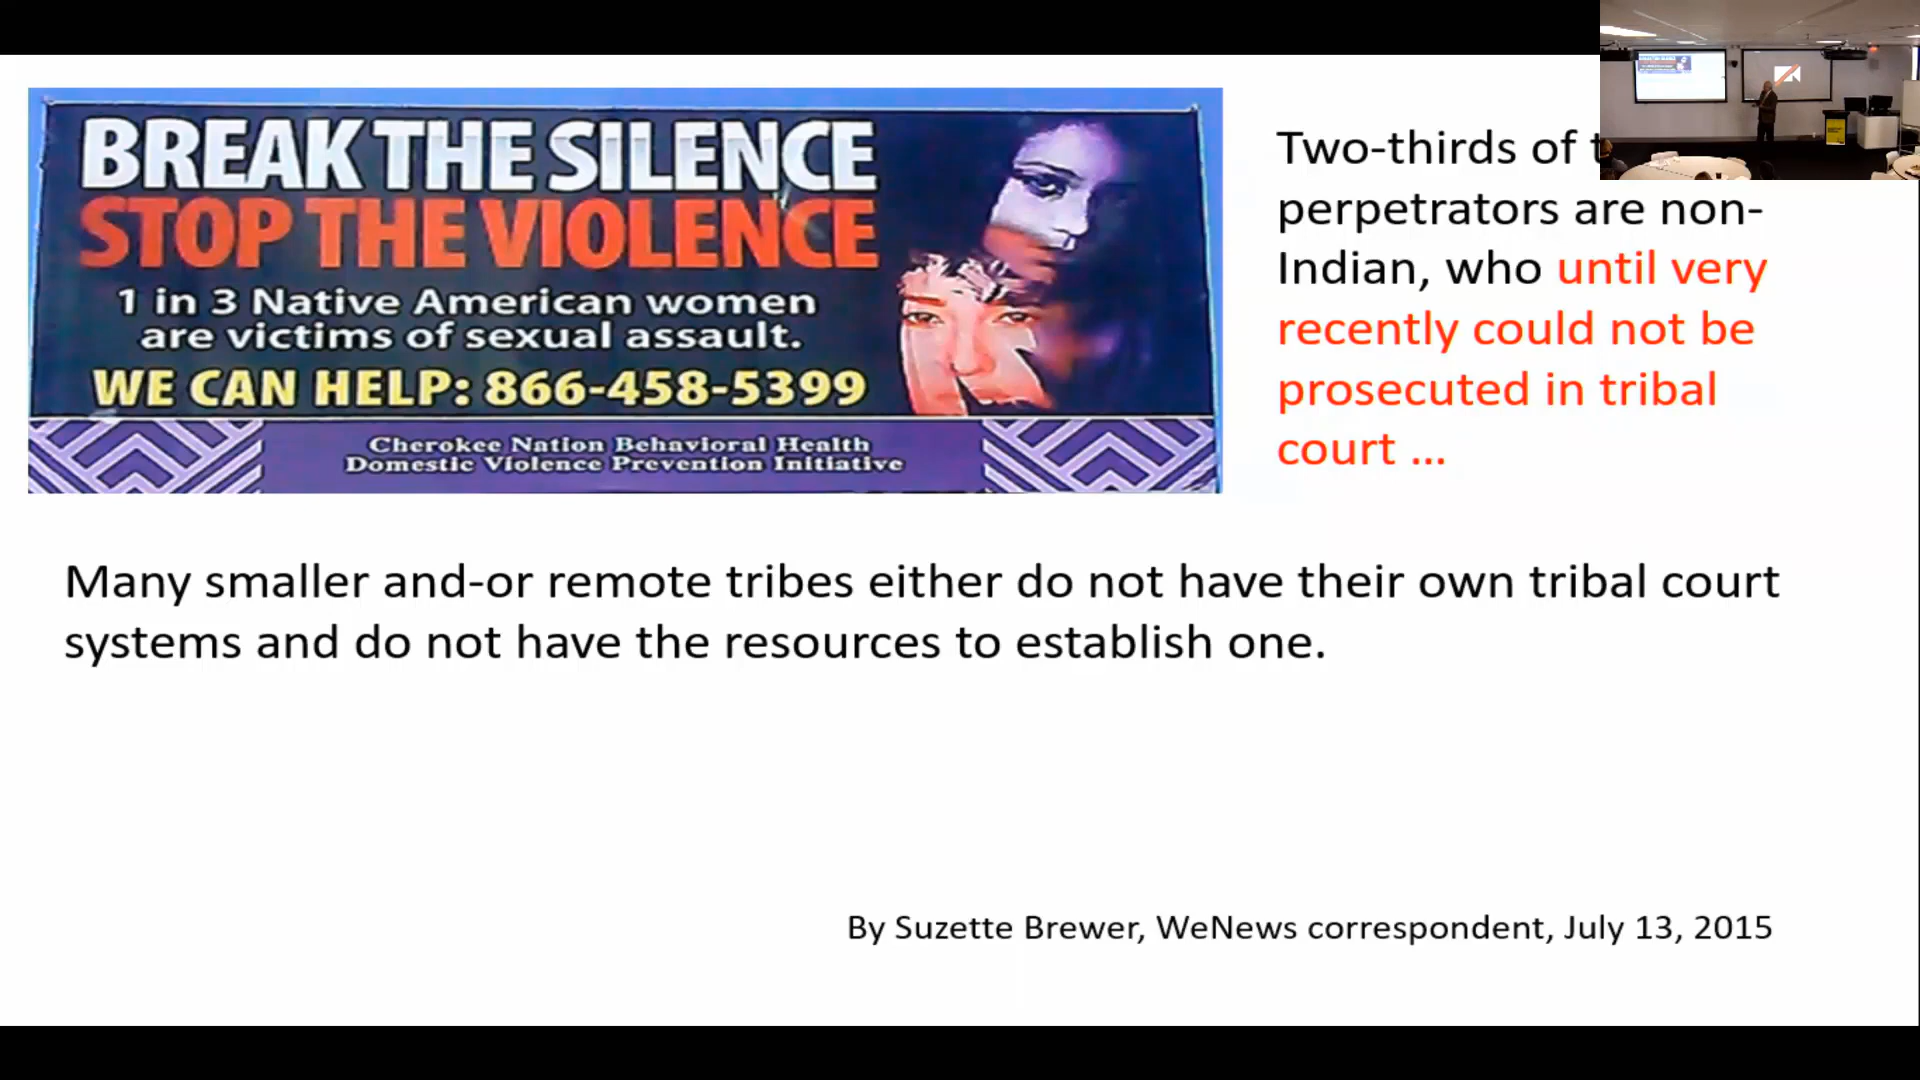 BREAK THE SILENCE
STOP THE VIOLENCE
1 in 3 Native American women
are victims of sexual assault.
WE CAN HELP: 866-458-5399
Cherokee Nation Behavioral Health
Domestic Violence Prevention Initiative
Two-thirds of
perpetrators are non-
Indian, who until very
recently could not be
prosecuted in tribal
court ...
Many smaller and-or remote tribes either do not have their own tribal court
systems and do not have the resources to establish one.
By Suzette Brewer, WeNews correspondent, July 13, 2015